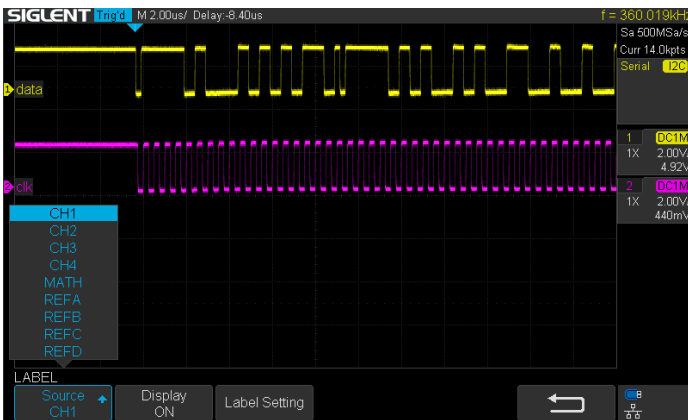 SIGLENT Trig'd M 2.00us/ Delay:-8.40us f = 360.019kHz
Sa 500MSa/s
Curr 14.0kpts
Serial I2C
1 data
1 DC1M
1X 2.00V/
4.92V
2 clk
2 DC1M
1X 2.00V/
440mV
CH1
CH2
CH3
CH4
MATH
REFA
REFB
REFC
REFD
LABEL
Source CH1
Display ON
Label Setting